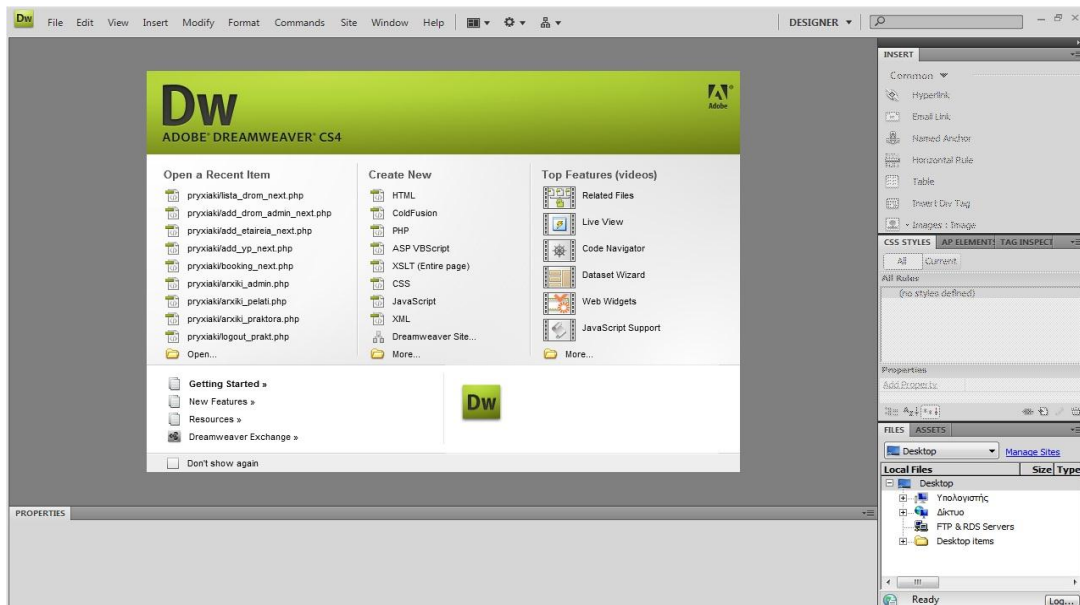 Dw File Edit View Insert Modify Format Commands Site Window Help DESIGNER
Dw
ADOBE® DREAMWEAVER® CS4
Adobe
Open a Recent Item
pryxiaki/lista_drom_next.php
pryxiaki/add_drom_admin_next.php
pryxiaki/add_etaireia_next.php
pryxiaki/add_yp_next.php
pryxiaki/booking_next.php
pryxiaki/arxiki_admin.php
pryxiaki/arxiki_pelati.php
pryxiaki/arxiki_praktora.php
pryxiaki/logout_prakt.php
Open...
Create New
HTML
ColdFusion
PHP
ASP VBScript
XSLT (Entire page)
CSS
JavaScript
XML
Dreamweaver Site...
More...
Top Features (videos)
Related Files
Live View
Code Navigator
Dataset Wizard
Web Widgets
JavaScript Support
More...
Getting Started »
New Features »
Resources »
Dreamweaver Exchange »
Dw
Don't show again
PROPERTIES
INSERT
Common
Hyperlink
Email Link
Named Anchor
Horizontal Rule
Table
Insert Div Tag
Images : Image
CSS STYLES AP ELEMENTS TAG INSPECT
All Current
All Rules
(no styles defined)
Properties
Add Property
FILES ASSETS
Desktop Manage Sites
Local Files Size Type
Desktop
Υπολογιστής
Δίκτυο
FTP & RDS Servers
Desktop items
Ready Log...